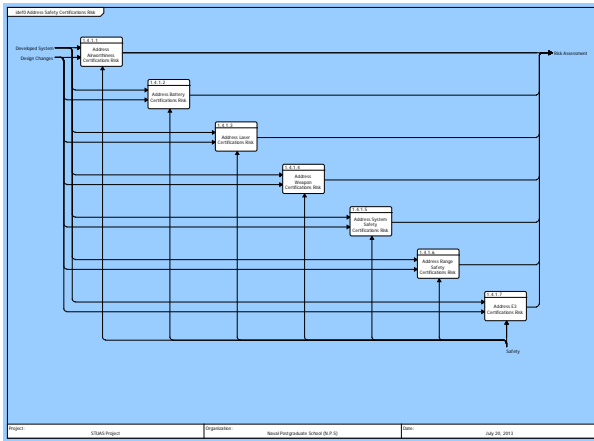 idef0 Address Safety Certifications Risk
Developed System
Design Changes
1.4.1.1
Address
Airworthiness
Certifications Risk
Risk Assessment
1.4.1.2
Address Battery
Certifications Risk
1.4.1.3
Address Laser
Certifications Risk
1.4.1.4
Address
Weapon
Certifications Risk
1.4.1.5
Address System
Safety
Certifications Risk
1.4.1.6
Address Range
Safety
Certifications Risk
1.4.1.7
Address E3
Certifications Risk
Safety
Project:
STUAS Project
Organization:
Naval Postgraduate School (N.P.S)
Date:
July 20, 2013